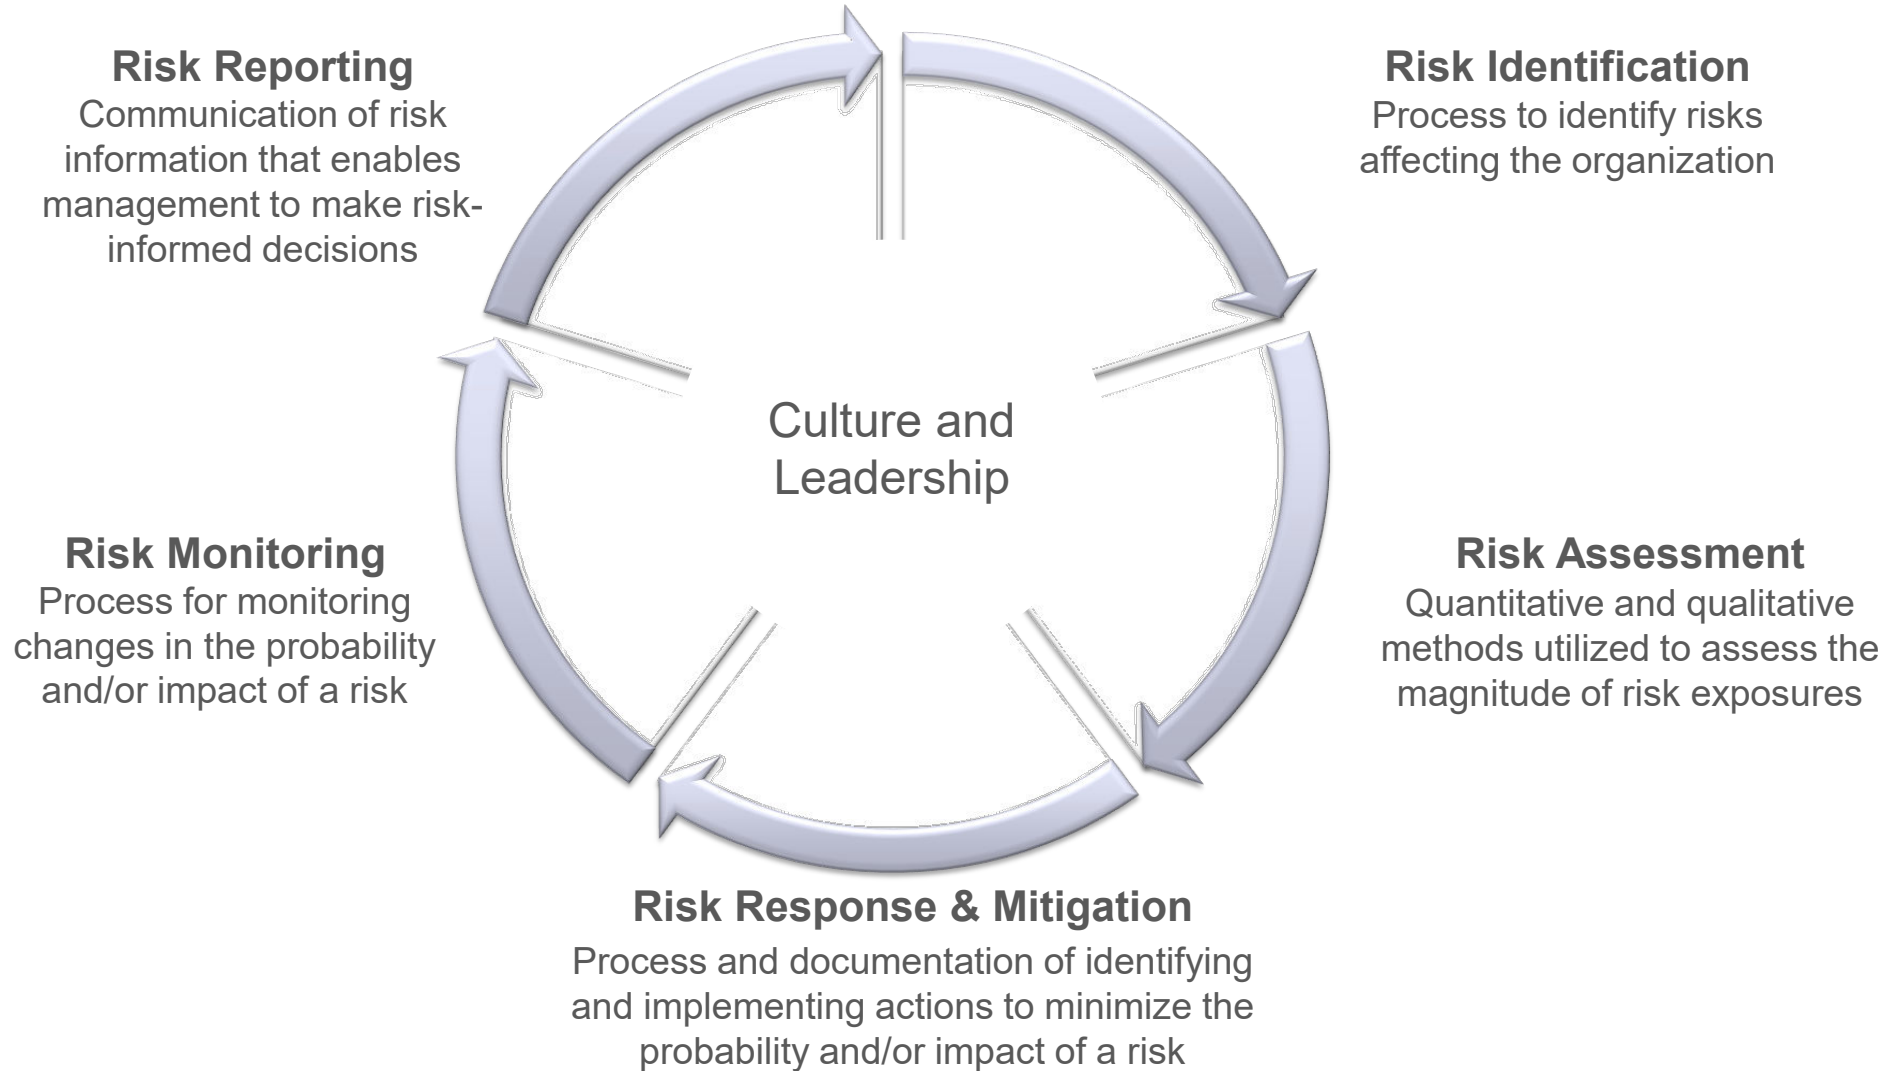 Risk Reporting
Communication of risk
information that enables
management to make risk-
informed decisions
Risk Identification
Process to identify risks
affecting the organization
Culture and
Leadership
Risk Monitoring
Process for monitoring
changes in the probability
and/or impact of a risk
Risk Assessment
Quantitative and qualitative
methods utilized to assess the
magnitude of risk exposures
Risk Response & Mitigation
Process and documentation of identifying
and implementing actions to minimize the
probability and/or impact of a risk